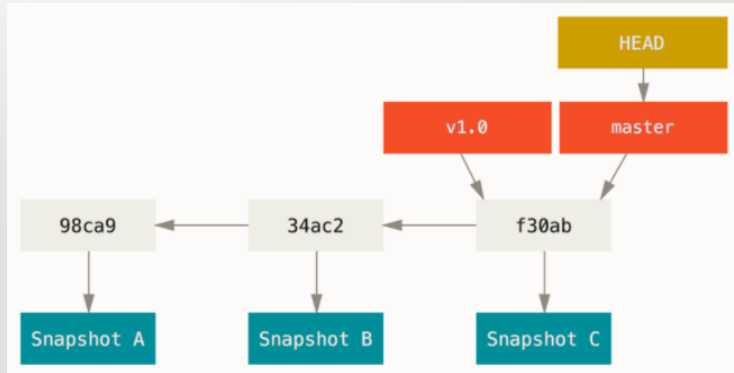 HEAD
v1.0
master
98ca9
34ac2
f30ab
Snapshot A
Snapshot B
Snapshot C